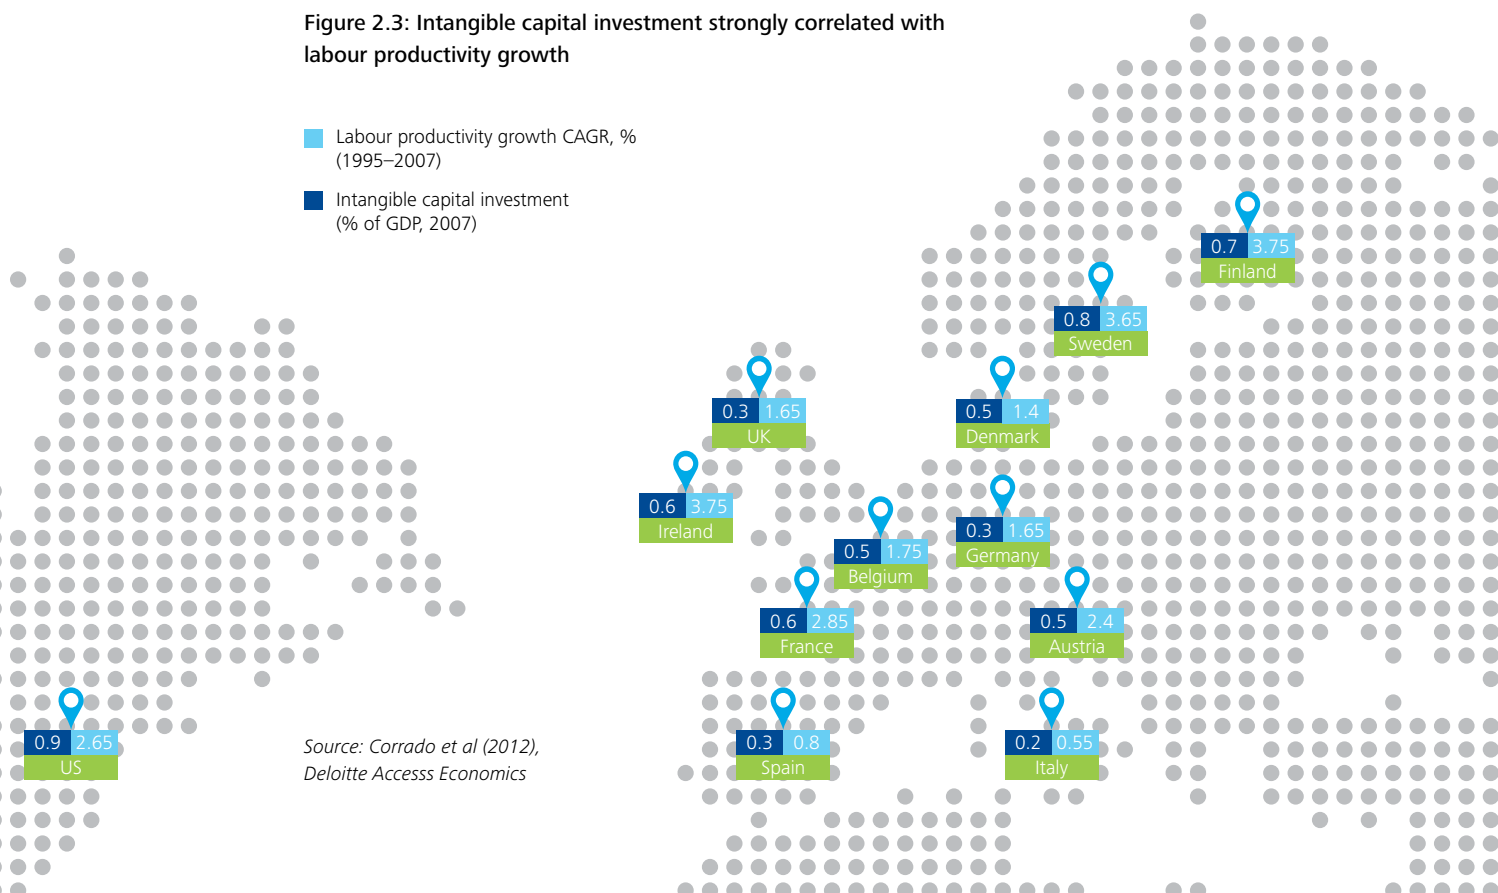 Figure 2.3: Intangible capital investment strongly correlated with
labour productivity growth
Labour productivity growth CAGR, %
(1995–2007)
Intangible capital investment
(% of GDP, 2007)
0.7 3.75
Finland
0.8 3.65
Sweden
0.3 1.65
UK
0.5 1.4
Denmark
0.6 3.75
Ireland
0.3 1.65
Germany
0.5 1.75
Belgium
0.6 2.85
France
0.5 2.4
Austria
0.9 2.65
US
0.3 0.8
Spain
0.2 0.55
Italy
Source: Corrado et al (2012),
Deloitte Accesss Economics